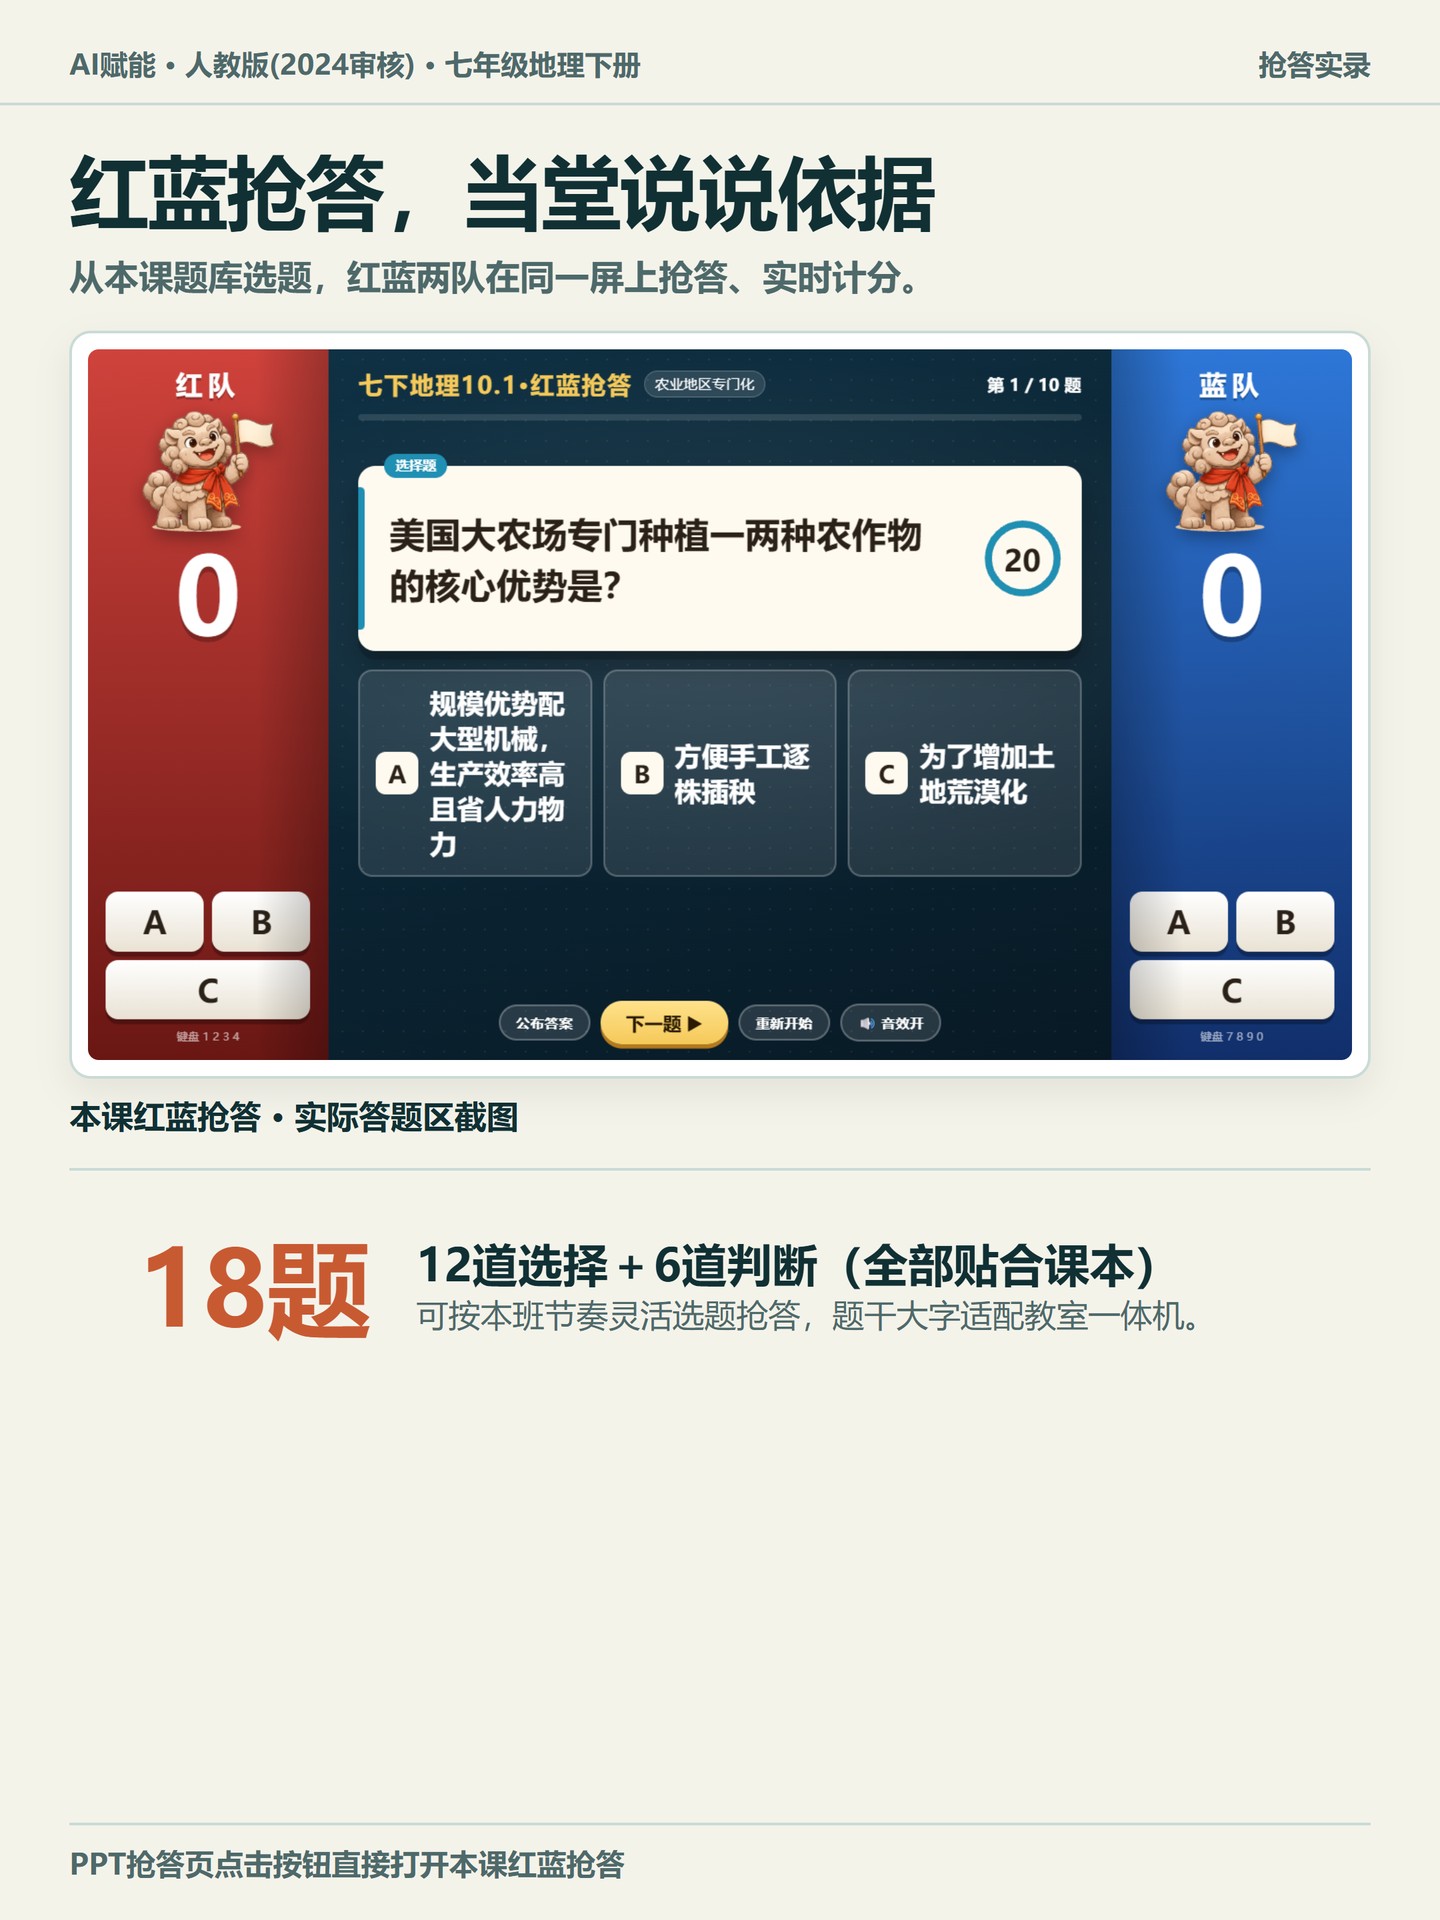 AI赋能 • 人教版(2024审核) • 七年级地理下册
抢答实录
红蓝抢答，当堂说说依据
从本课题库选题，红蓝两队在同一屏上抢答、实时计分。
红队
0
A
B
C
键盘 1 2 3 4
七下地理10.1•红蓝抢答
农业地区专门化
第 1 / 10 题
选择题
美国大农场专门种植一两种农作物
的核心优势是？
20
A
规模优势配
大型机械，
生产效率高
且省人力物
力
B
方便手工逐
株插秧
C
为了增加土
地荒漠化
公布答案
下一题 ▶
重新开始
🔊 音效开
蓝队
0
A
B
C
键盘 7 8 9 0
本课红蓝抢答 • 实际答题区截图
18题
12道选择 + 6道判断（全部贴合课本）
可按本班节奏灵活选题抢答，题干大字适配教室一体机。
PPT抢答页点击按钮直接打开本课红蓝抢答